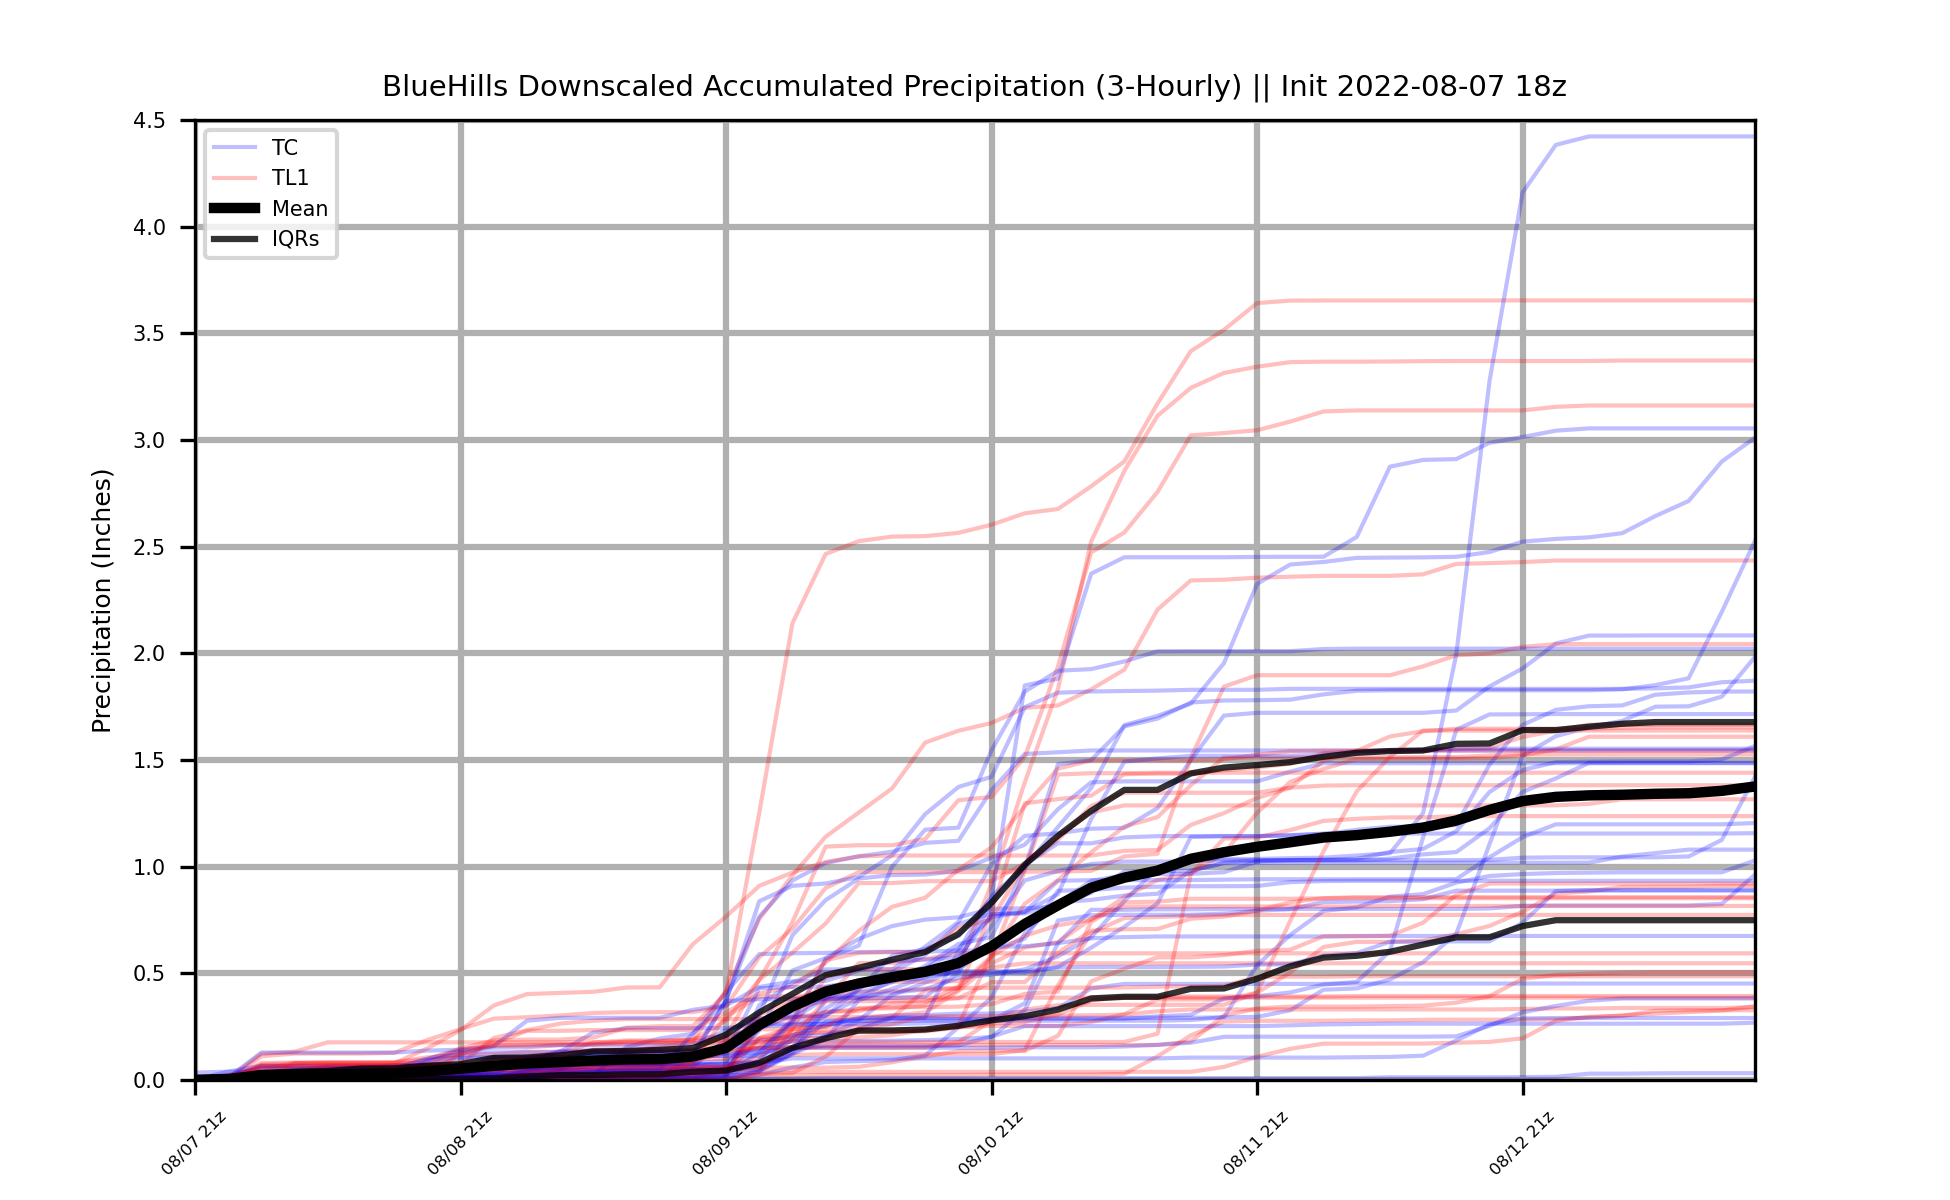 BlueHills Downscaled Accumulated Precipitation (3-Hourly) || Init 2022-08-07 18z
TC
TL1
Mean
IQRs
Precipitation (Inches)
4.5
4.0
3.5
3.0
2.5
2.0
1.5
1.0
0.5
0.0
08/07 21z
08/08 21z
08/09 21z
08/10 21z
08/11 21z
08/12 21z